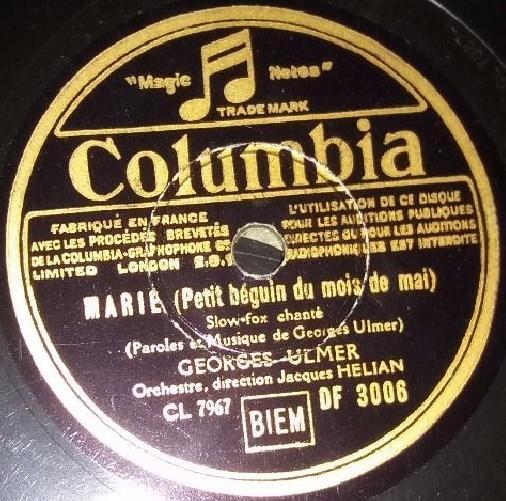 "Magic Notes"
TRADE MARK
Columbia
FABRIQUÉ EN FRANCE
AVEC LES PROCÉDÉS BREVETÉS
DE LA COLUMBIA-GRAPHOPHONE Cº
LIMITED LONDON E.C.1
L'UTILISATION DE CE DISQUE
POUR LES AUDITIONS PUBLIQUES
DIRECTES OU POUR LES AUDITIONS
RADIOPHONIQUES EST INTERDITE
MARIE (Petit béguin du mois de mai)
Slow-fox chanté
(Paroles et Musique de Georges Ulmer)
GEORGES ULMER
Orchestre, direction Jacques HELIAN
CL 7967
BIEM
DF 3006